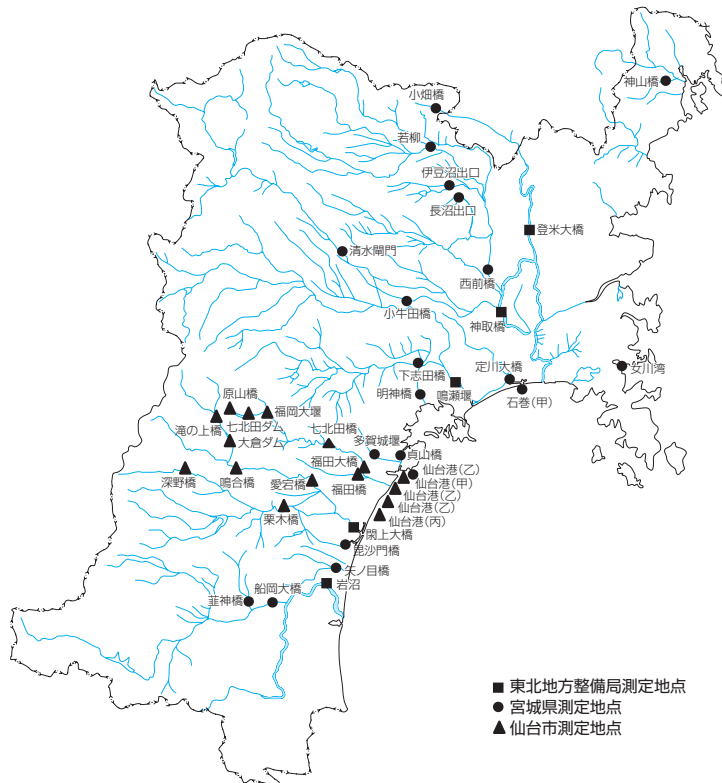 神山橋
小畑橋
若柳
伊豆沼出口
長沼出口
登米大橋
清水閘門
西前橋
小牛田橋
神取橋
定川大橋
女川湾
下志田橋
鳴瀬堰
石巻(甲)
明神橋
原山橋
福岡大堰
七北田ダム
滝の上橋
大倉ダム
七北田橋
多賀城堰
貞山橋
福田大橋
仙台港(乙)
深野橋
鳴合橋
愛宕橋
福田橋
仙台港(甲)
仙台港(乙)
仙台港(乙)
栗木橋
仙台港(丙)
閖上大橋
毘沙門橋
矢ノ目橋
岩沼
韮神橋
船岡大橋
■東北地方整備局測定地点
●宮城県測定地点
▲仙台市測定地点